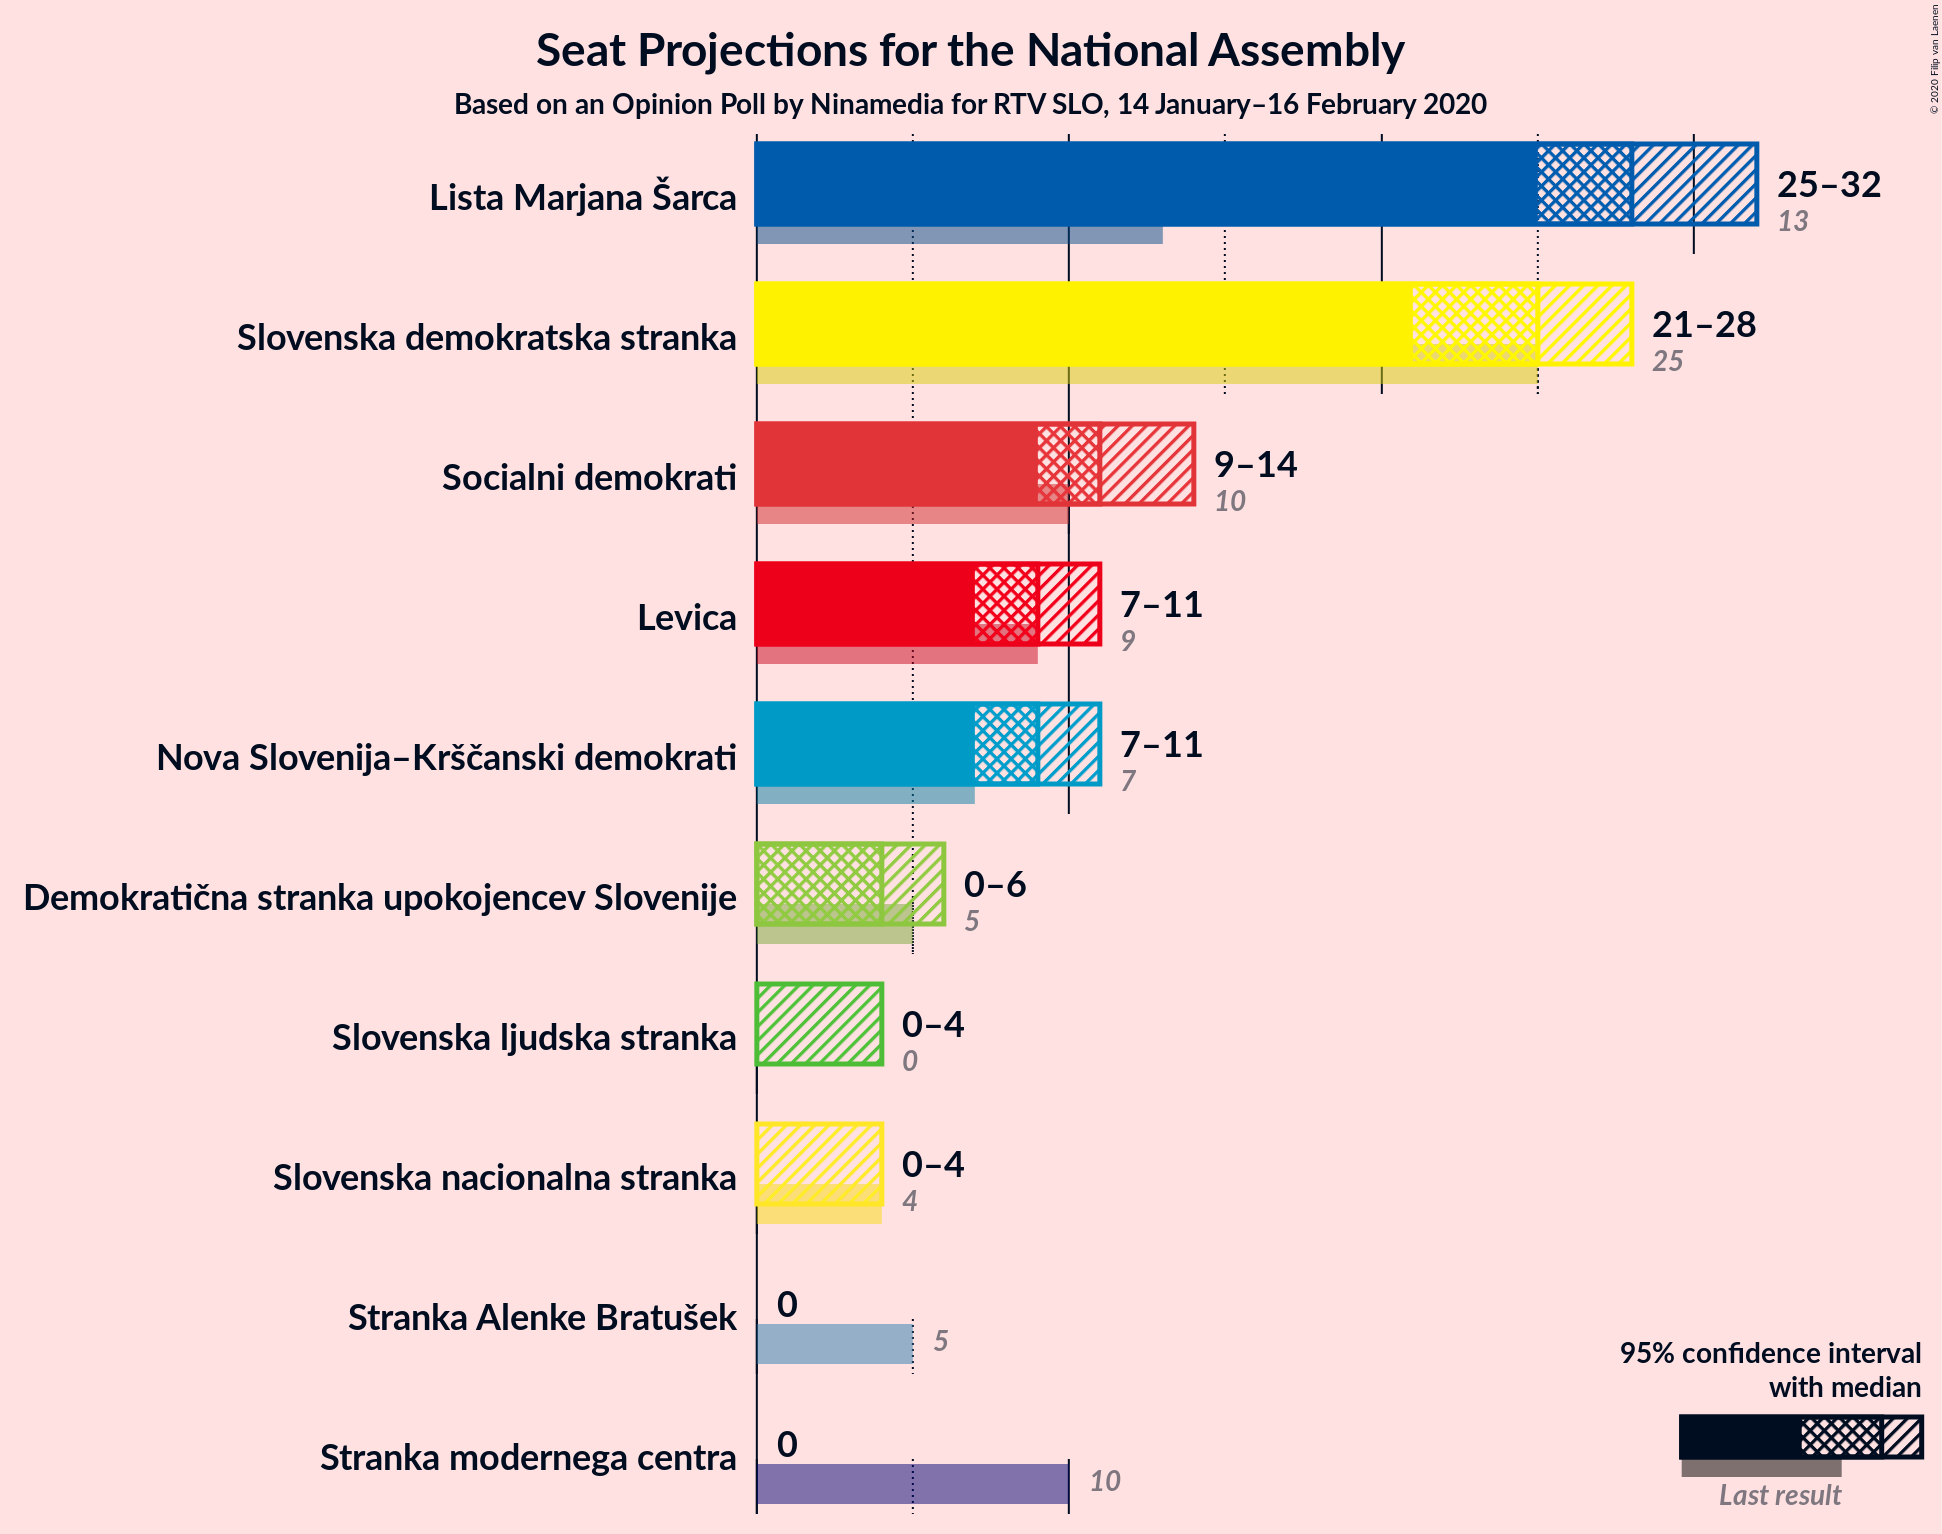 Seat Projections for the National Assembly
Based on an Opinion Poll by Ninamedia for RTV SLO, 14 January–16 February 2020
© 2020 Filip van Laenen
Lista Marjana Šarca
25–32
13
Slovenska demokratska stranka
21–28
25
Socialni demokrati
9–14
10
Levica
7–11
9
Nova Slovenija–Krščanski demokrati
7–11
7
Demokratična stranka upokojencev Slovenije
0–6
5
Slovenska ljudska stranka
0–4
0
Slovenska nacionalna stranka
0–4
4
Stranka Alenke Bratušek
0
5
Stranka modernega centra
0
10
95% confidence interval
with median
Last result